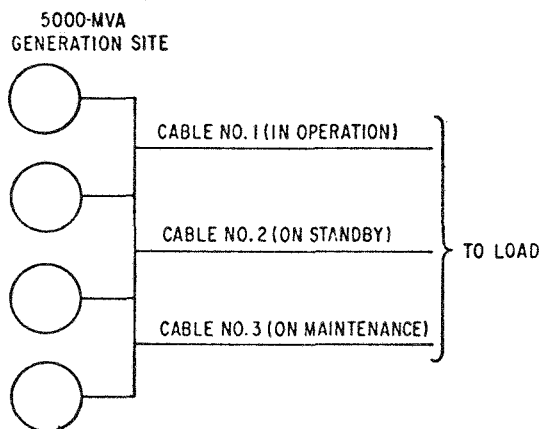 5000-MVA
GENERATION SITE
CABLE NO. 1 (IN OPERATION)
CABLE NO. 2 (ON STANDBY)
TO LOAD
CABLE NO. 3 (ON MAINTENANCE)